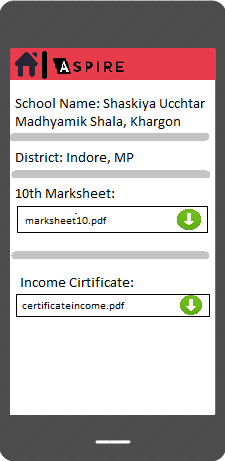 ASPIRE
School Name: Shaskiya Ucchtar
Madhyamik Shala, Khargon
District: Indore, MP
10th Marksheet:
marksheet10.pdf
Income Cirtificate:
certificateincome.pdf